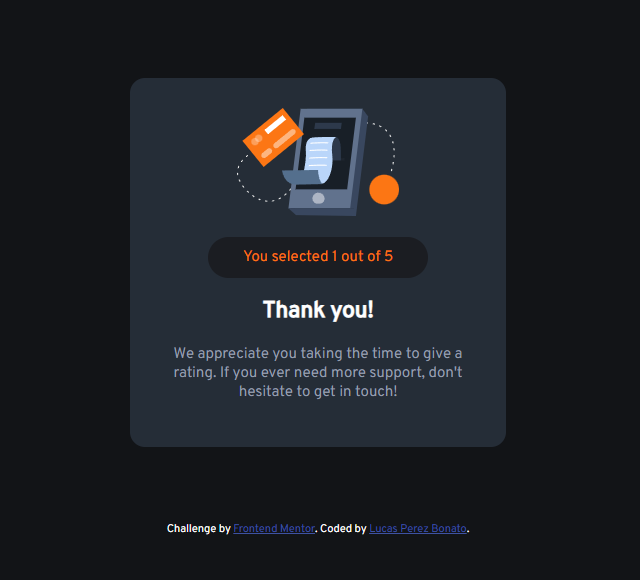 You selected 1 out of 5
Thank you!
We appreciate you taking the time to give a
rating. If you ever need more support, don't
hesitate to get in touch!
Challenge by Frontend Mentor. Coded by Lucas Perez Bonato.